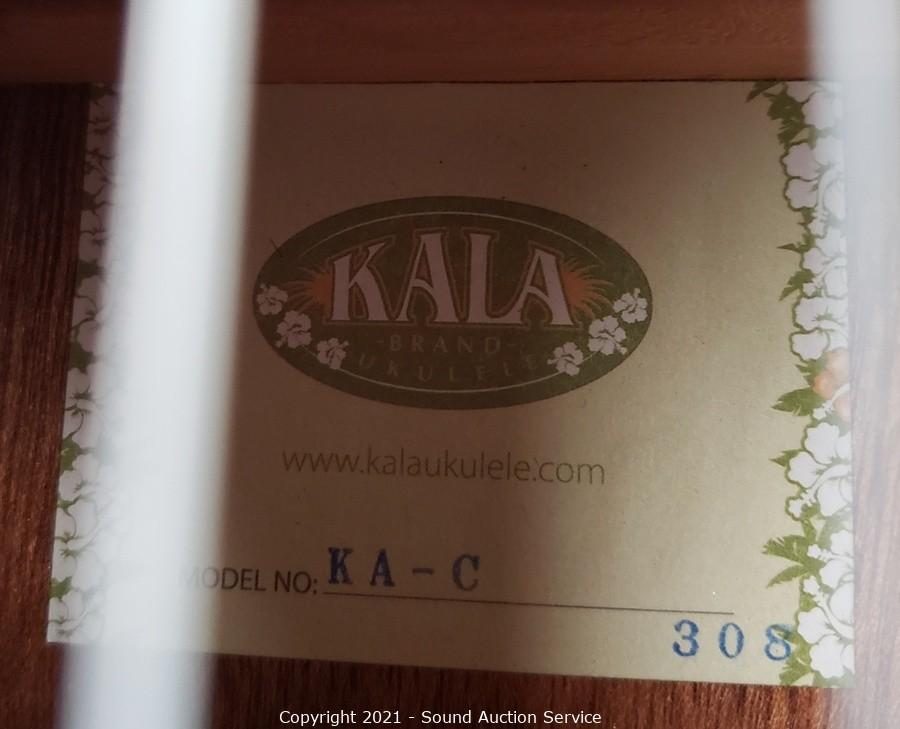 KALA
-BRAND-
UKULELE
www.kalaukulele.com
MODEL NO: KA-C
308
Copyright 2021 - Sound Auction Service